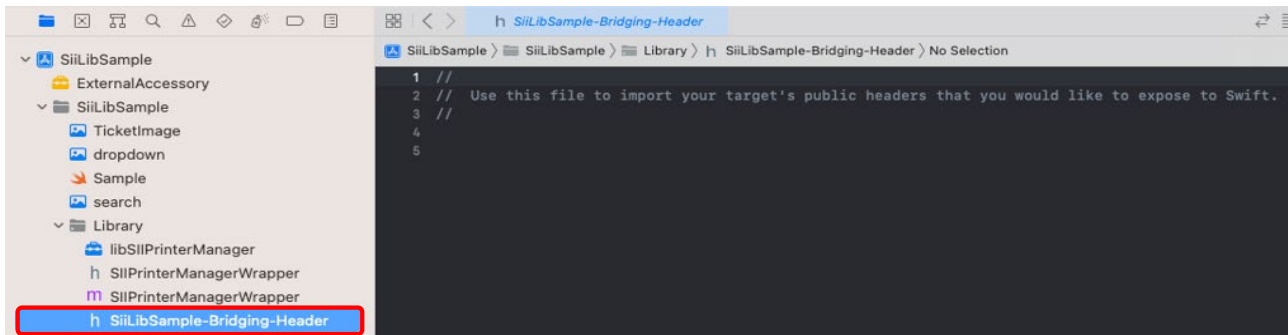 h SiiLibSample-Bridging-Header
SiiLibSample
ExternalAccessory
SiiLibSample
TicketImage
dropdown
Sample
search
Library
libSIIPrinterManager
h SIIPrinterManagerWrapper
m SIIPrinterManagerWrapper
h SiiLibSample-Bridging-Header
SiiLibSample 〉 SiiLibSample 〉 Library 〉 h SiiLibSample-Bridging-Header 〉 No Selection
1 //
2 // Use this file to import your target's public headers that you would like to expose to Swift.
3 //
4
5